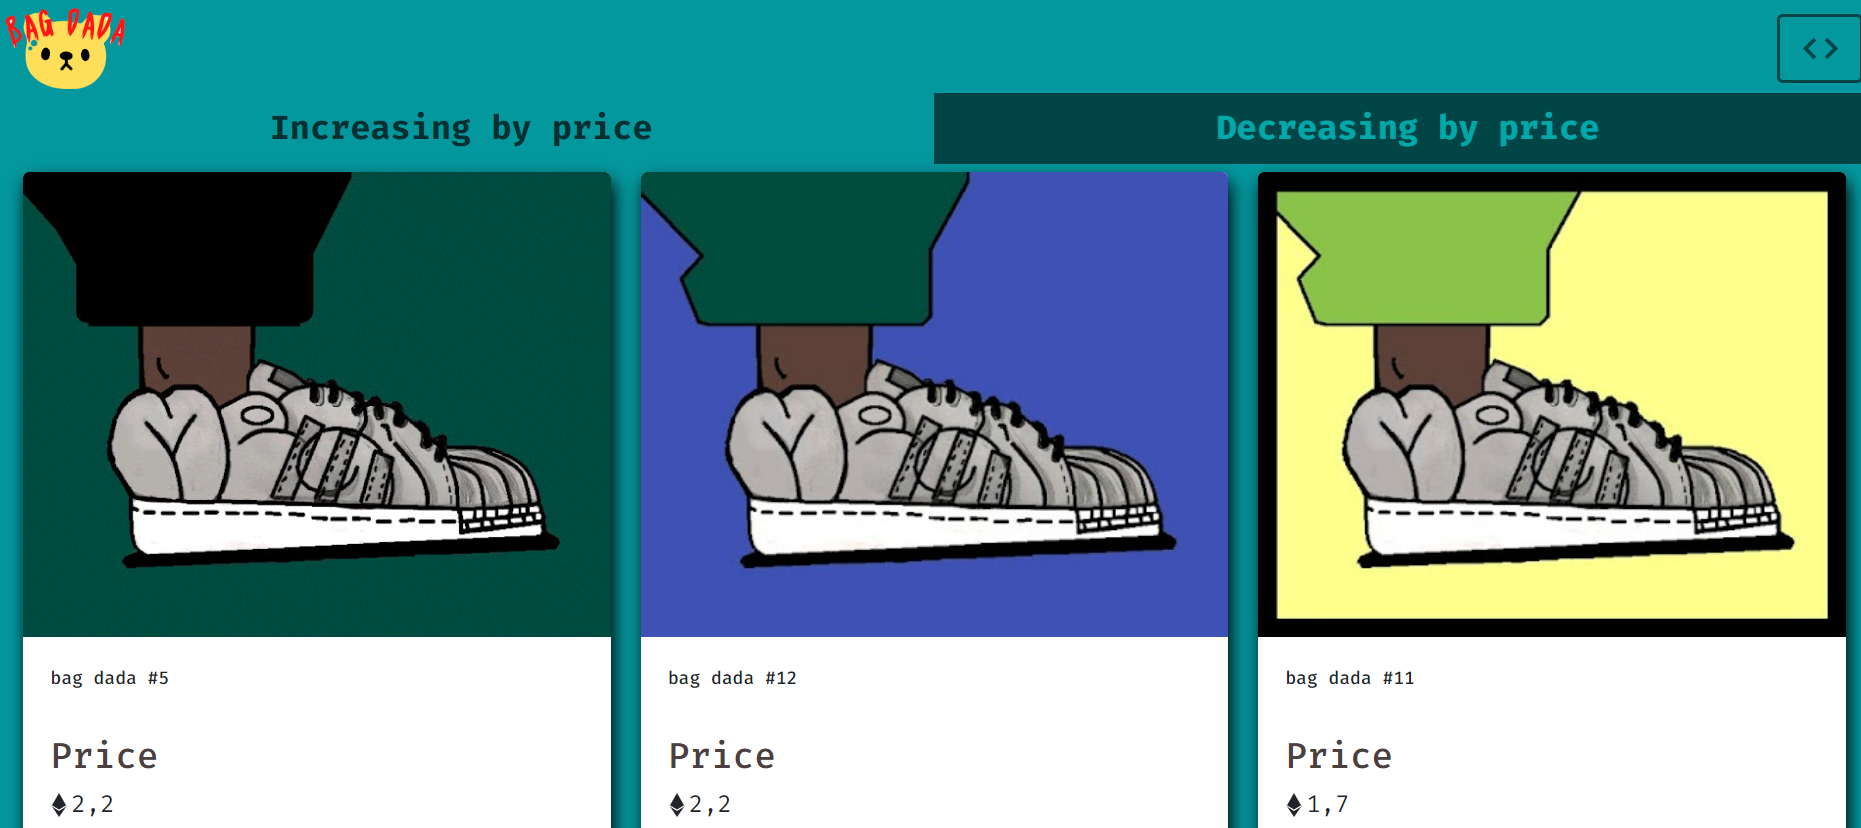 BAG DADA
< >
Increasing by price
Decreasing by price
bag dada #5
Price
2,2
bag dada #12
Price
2,2
bag dada #11
Price
1,7